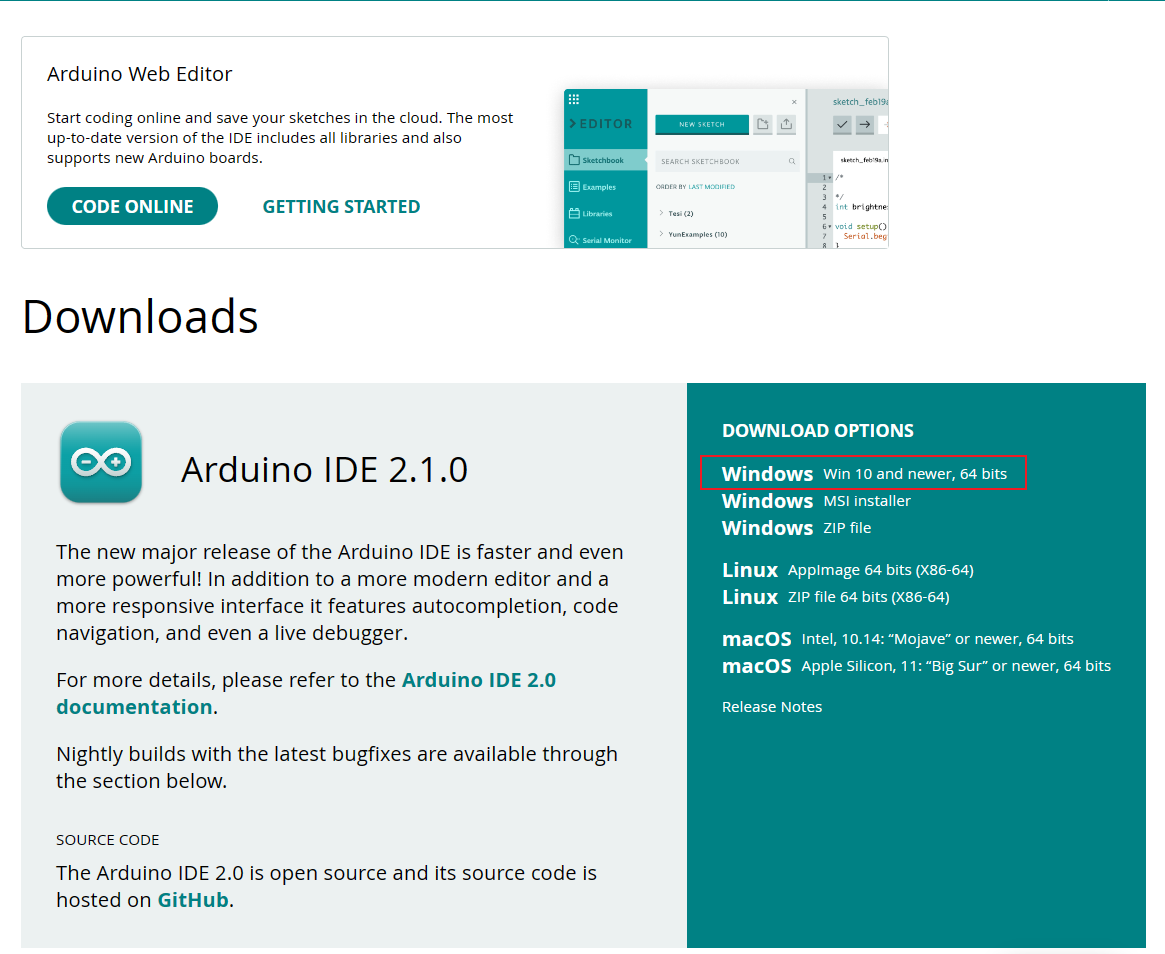 Arduino Web Editor
Start coding online and save your sketches in the cloud. The most
up-to-date version of the IDE includes all libraries and also
supports new Arduino boards.
CODE ONLINE
GETTING STARTED
EDITOR
Sketchbook
Examples
Libraries
Serial Monitor
NEW SKETCH
SEARCH SKETCHBOOK
ORDER BY LAST MODIFIED
Tesi (2)
YunExamples (10)
sketch_feb19a
sketch_feb19a.in
1 /*
2
3 */
4 int brightnes
5
6 void setup()
7 Serial.beg
8 }
Downloads
Arduino IDE 2.1.0
The new major release of the Arduino IDE is faster and even
more powerful! In addition to a more modern editor and a
more responsive interface it features autocompletion, code
navigation, and even a live debugger.
For more details, please refer to the Arduino IDE 2.0
documentation.
Nightly builds with the latest bugfixes are available through
the section below.
SOURCE CODE
The Arduino IDE 2.0 is open source and its source code is
hosted on GitHub.
DOWNLOAD OPTIONS
Windows Win 10 and newer, 64 bits
Windows MSI installer
Windows ZIP file
Linux AppImage 64 bits (X86-64)
Linux ZIP file 64 bits (X86-64)
macOS Intel, 10.14: “Mojave” or newer, 64 bits
macOS Apple Silicon, 11: “Big Sur” or newer, 64 bits
Release Notes